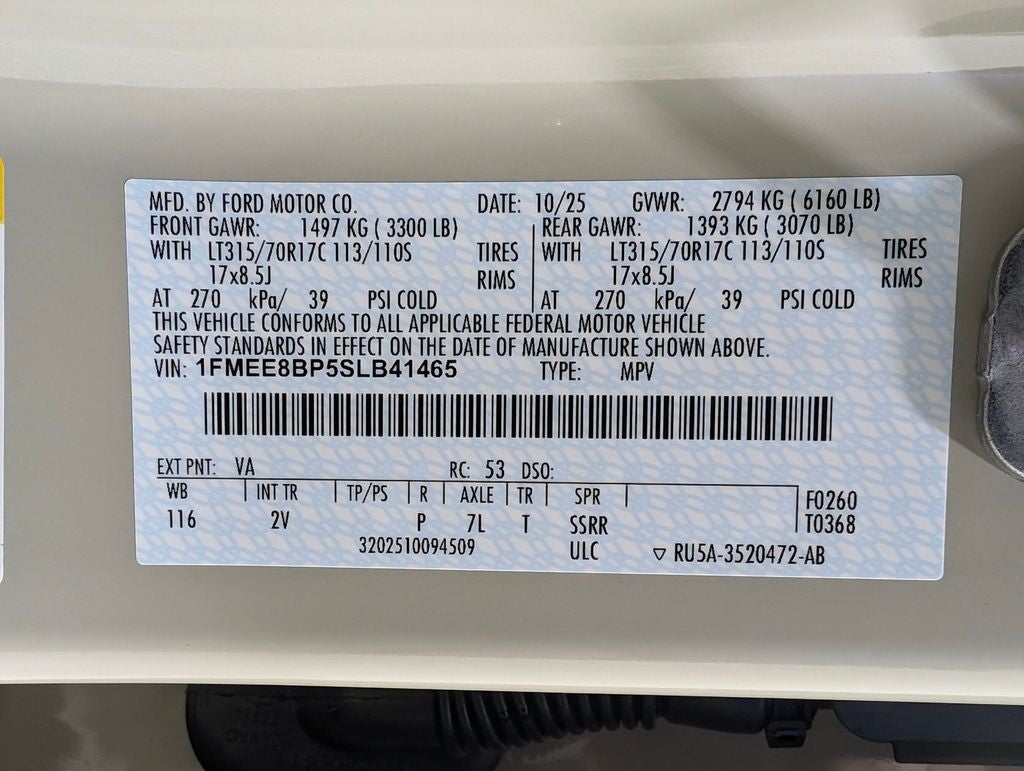 MFD. BY FORD MOTOR CO. DATE: 10/25 GVWR: 2794 KG ( 6160 LB)
FRONT GAWR: 1497 KG ( 3300 LB) REAR GAWR: 1393 KG ( 3070 LB)
WITH LT315/70R17C 113/110S TIRES WITH LT315/70R17C 113/110S TIRES
17x8.5J RIMS 17x8.5J RIMS
AT 270 kPa/ 39 PSI COLD AT 270 kPa/ 39 PSI COLD
THIS VEHICLE CONFORMS TO ALL APPLICABLE FEDERAL MOTOR VEHICLE
SAFETY STANDARDS IN EFFECT ON THE DATE OF MANUFACTURE SHOWN ABOVE.
VIN: 1FMEE8BP5SLB41465 TYPE: MPV
EXT PNT: VA RC: 53 DSO:
WB INT TR TP/PS R AXLE TR SPR F0260
116 2V P 7L T SSRR T0368
3202510094509 ULC ▽ RU5A-3520472-AB